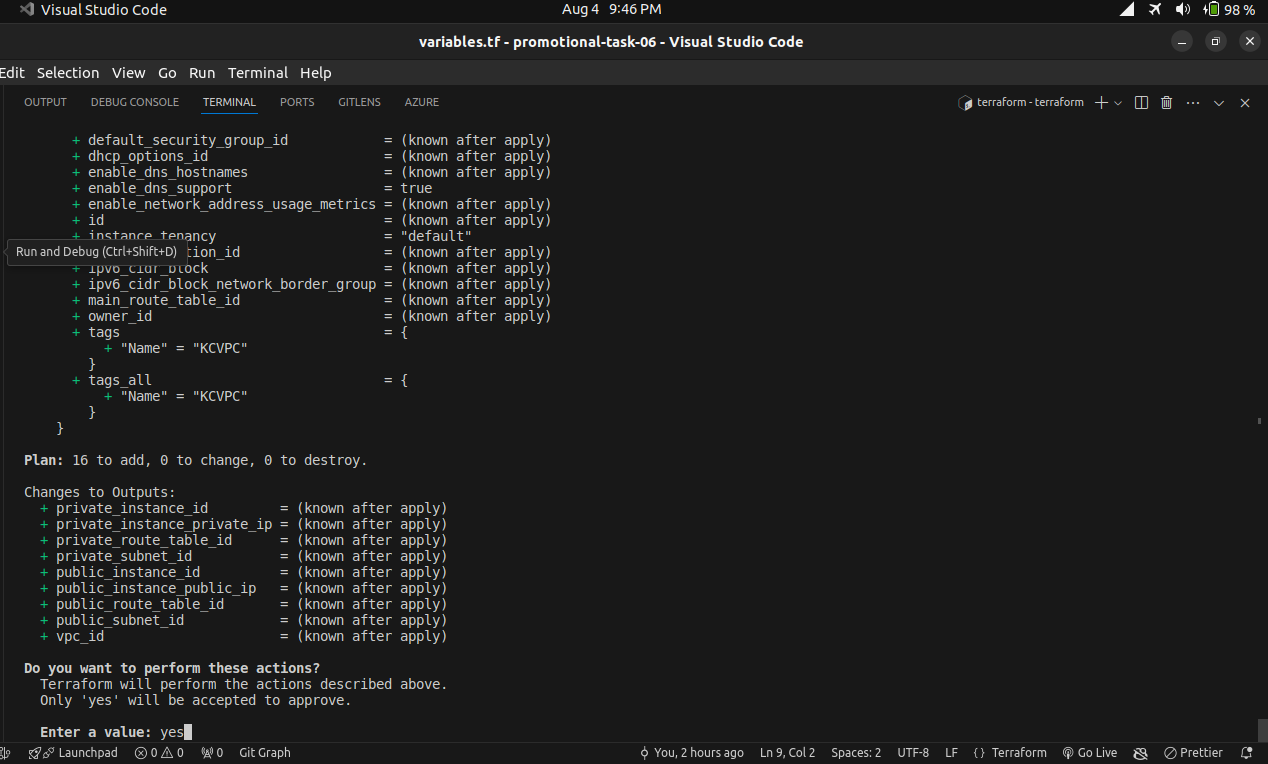 Visual Studio Code
Aug 4 9:46 PM
98 %
variables.tf - promotional-task-06 - Visual Studio Code
Edit Selection View Go Run Terminal Help
OUTPUT DEBUG CONSOLE TERMINAL PORTS GITLENS AZURE
terraform - terraform
+ default_security_group_id = (known after apply)
+ dhcp_options_id = (known after apply)
+ enable_dns_hostnames = (known after apply)
+ enable_dns_support = true
+ enable_network_address_usage_metrics = (known after apply)
+ id = (known after apply)
+ instance_tenancy = "default"
Run and Debug (Ctrl+Shift+D)
tion_id = (known after apply)
+ ipv6_cidr_block = (known after apply)
+ ipv6_cidr_block_network_border_group = (known after apply)
+ main_route_table_id = (known after apply)
+ owner_id = (known after apply)
+ tags = {
+ "Name" = "KCVPC"
}
+ tags_all = {
+ "Name" = "KCVPC"
}
}
Plan: 16 to add, 0 to change, 0 to destroy.
Changes to Outputs:
+ private_instance_id = (known after apply)
+ private_instance_private_ip = (known after apply)
+ private_route_table_id = (known after apply)
+ private_subnet_id = (known after apply)
+ public_instance_id = (known after apply)
+ public_instance_public_ip = (known after apply)
+ public_route_table_id = (known after apply)
+ public_subnet_id = (known after apply)
+ vpc_id = (known after apply)
Do you want to perform these actions?
Terraform will perform the actions described above.
Only 'yes' will be accepted to approve.
Enter a value: yes
Launchpad 0 0 0 Git Graph You, 2 hours ago Ln 9, Col 2 Spaces: 2 UTF-8 LF {} Terraform Go Live Prettier